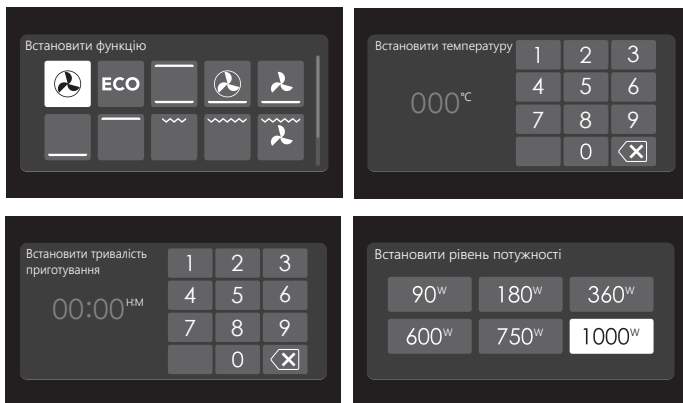 Встановити функцію
ECO
Встановити температуру
000°C
1 2 3
4 5 6
7 8 9
0
Встановити тривалість
приготування
00:00 H:M
1 2 3
4 5 6
7 8 9
0
Встановити рівень потужності
90W 180W 360W
600W 750W 1000W